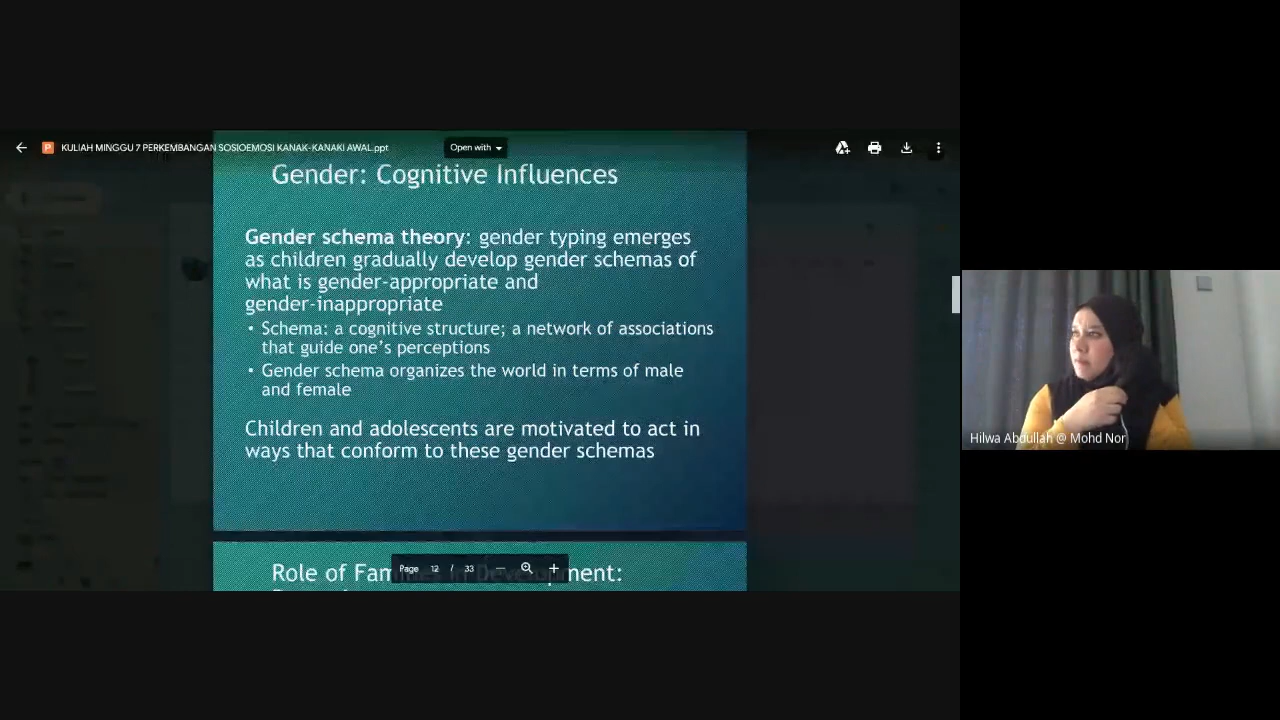 KULIAH MINGGU 7 PERKEMBANGAN SOSIOEMOSI KANAK-KANAKI AWAL.ppt
Open with
Gender: Cognitive Influences
Gender schema theory: gender typing emerges
as children gradually develop gender schemas of
what is gender-appropriate and
gender-inappropriate
• Schema: a cognitive structure; a network of associations
that guide one's perceptions
• Gender schema organizes the world in terms of male
and female
Children and adolescents are motivated to act in
ways that conform to these gender schemas
Hilwa Abdullah @ Mohd Nor
Role of Families in Development:
Page 12 / 33